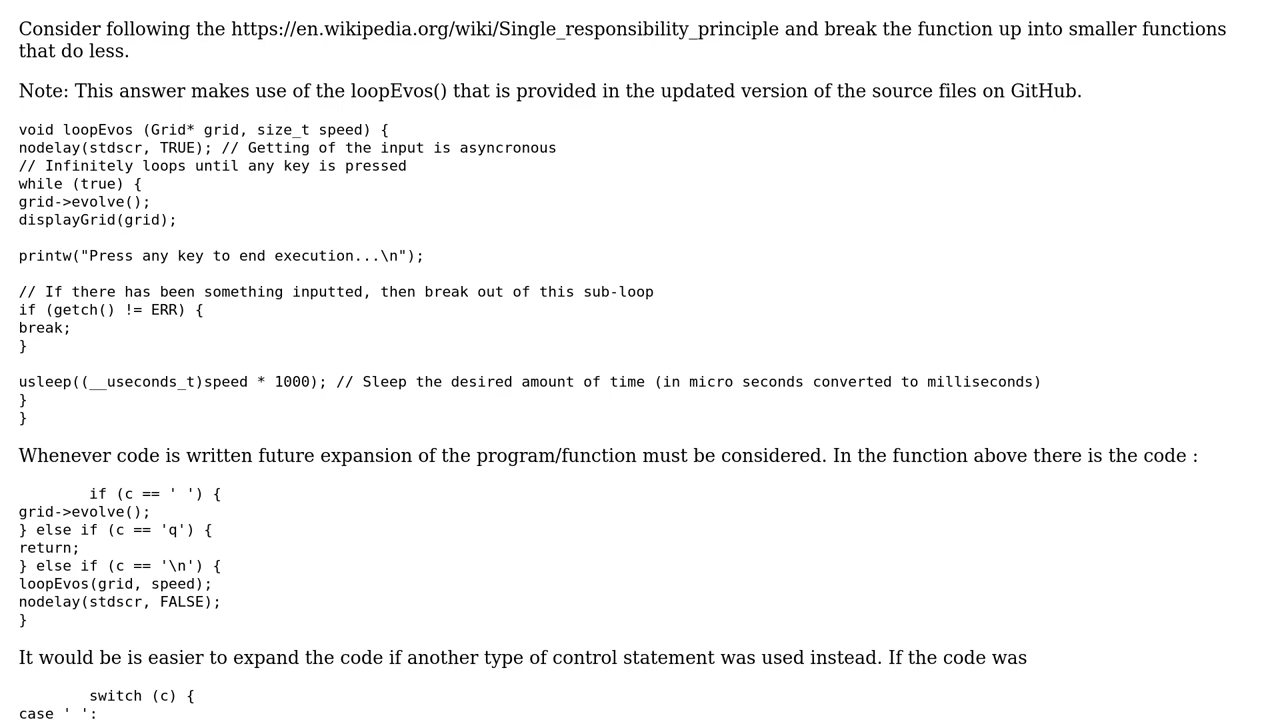 Consider following the https://en.wikipedia.org/wiki/Single_responsibility_principle and break the function up into smaller functions
that do less.
Note: This answer makes use of the loopEvos() that is provided in the updated version of the source files on GitHub.
void loopEvos (Grid* grid, size_t speed) {
nodelay(stdscr, TRUE); // Getting of the input is asyncronous
// Infinitely loops until any key is pressed
while (true) {
grid->evolve();
displayGrid(grid);
printw("Press any key to end execution...\n");
// If there has been something inputted, then break out of this sub-loop
if (getch() != ERR) {
break;
}
usleep((__useconds_t)speed * 1000); // Sleep the desired amount of time (in micro seconds converted to milliseconds)
}
}
Whenever code is written future expansion of the program/function must be considered. In the function above there is the code :
if (c == ' ') {
grid->evolve();
} else if (c == 'q') {
return;
} else if (c == '\n') {
loopEvos(grid, speed);
nodelay(stdscr, FALSE);
}
It would be is easier to expand the code if another type of control statement was used instead. If the code was
switch (c) {
case ' ':